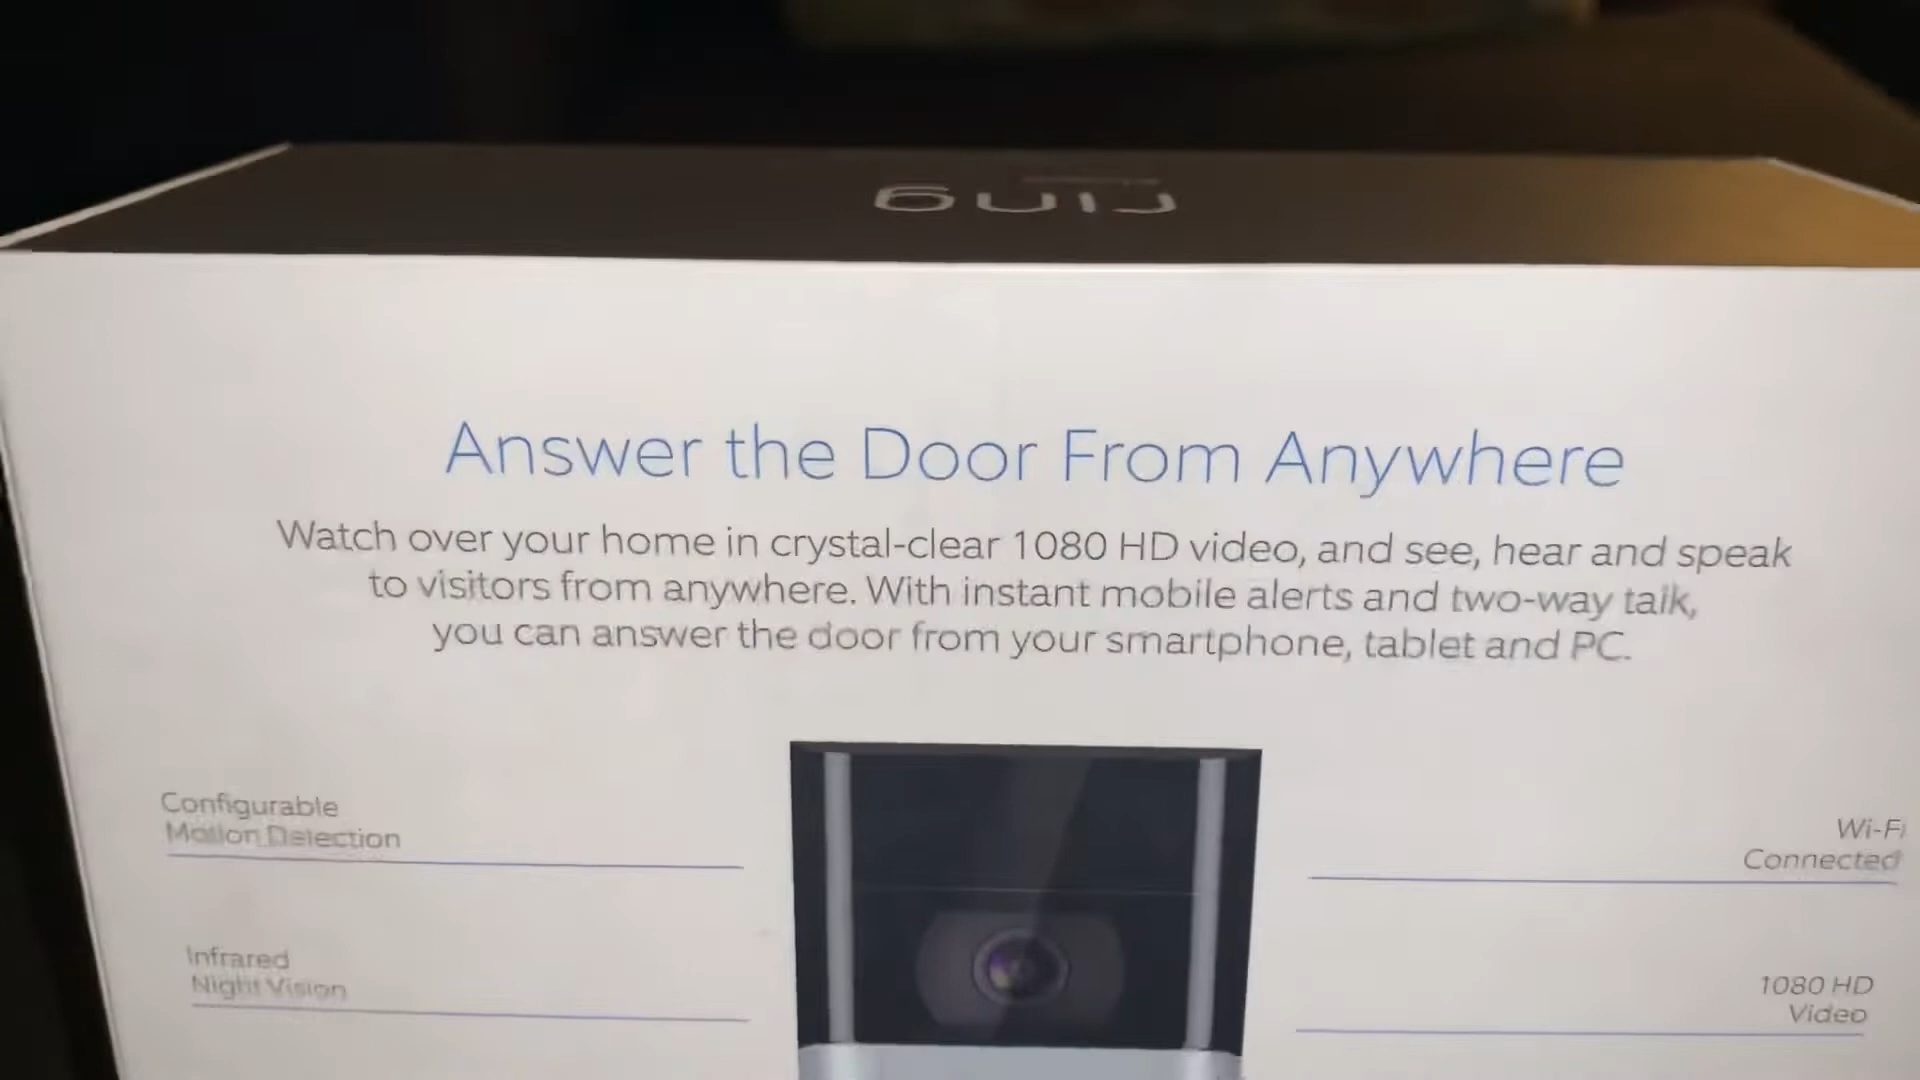 ring
Answer the Door From Anywhere
Watch over your home in crystal-clear 1080 HD video, and see, hear and speak
to visitors from anywhere. With instant mobile alerts and two-way talk,
you can answer the door from your smartphone, tablet and PC.
Configurable
Motion Detection
Wi-Fi
Connected
Infrared
Night Vision
1080 HD
Video